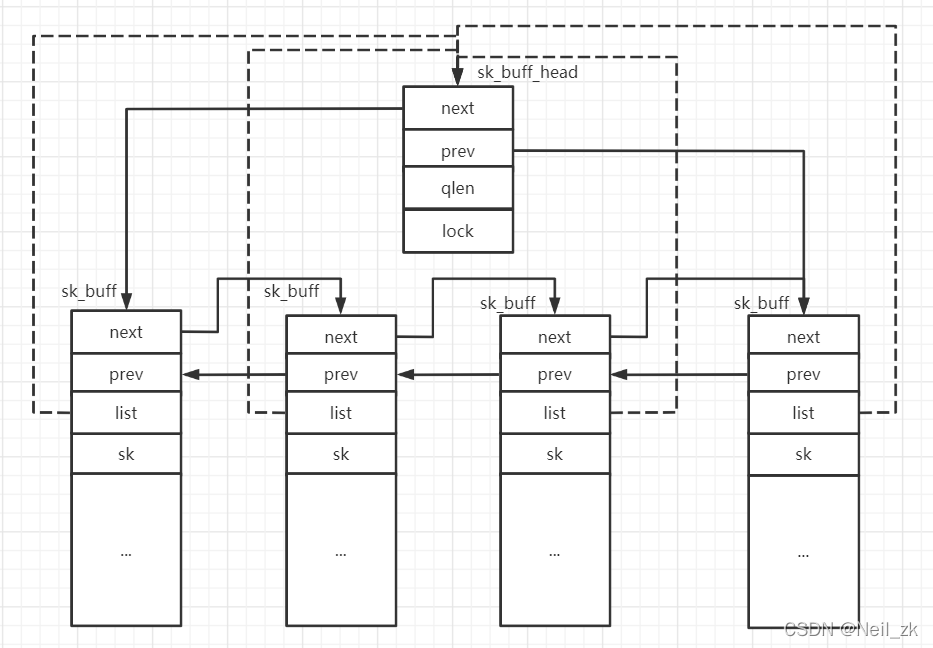 sk_buff_head
next
prev
qlen
lock
sk_buff
next
prev
list
sk
...
sk_buff
next
prev
list
sk
...
sk_buff
next
prev
list
sk
...
sk_buff
next
prev
list
sk
...
CSDN @Neil_zk